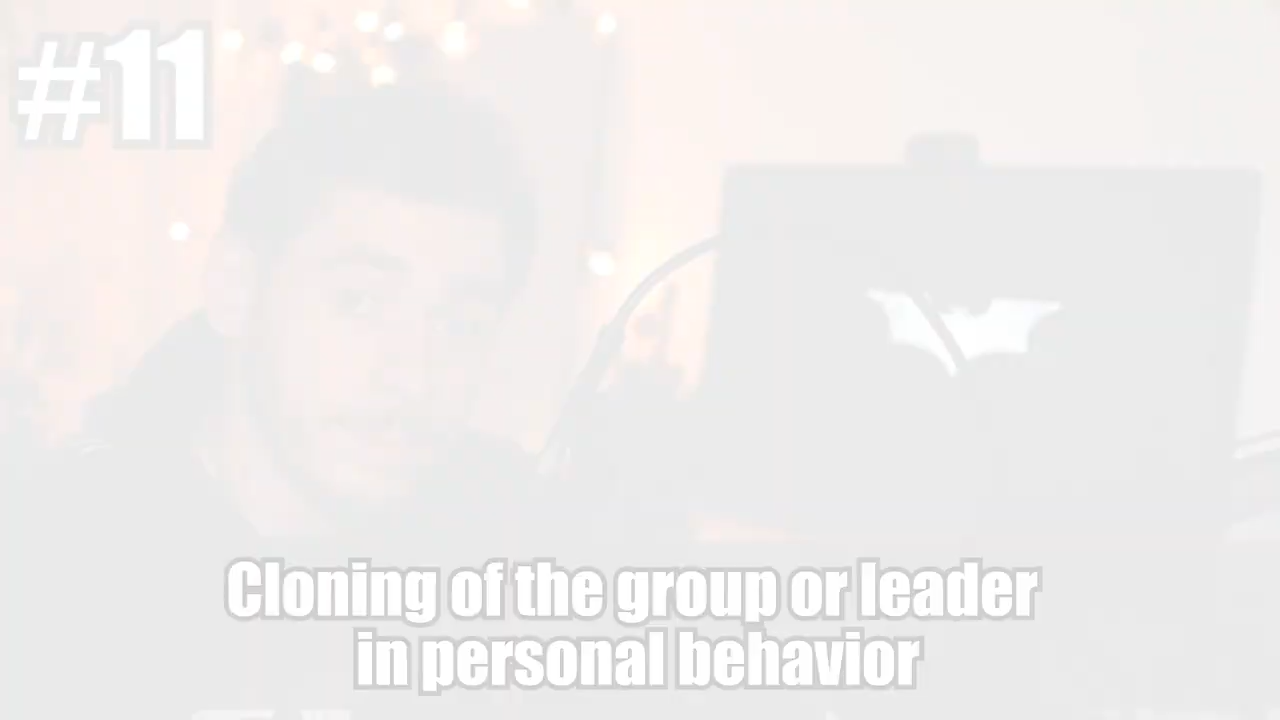 #11
Cloning of the group or leader
in personal behavior